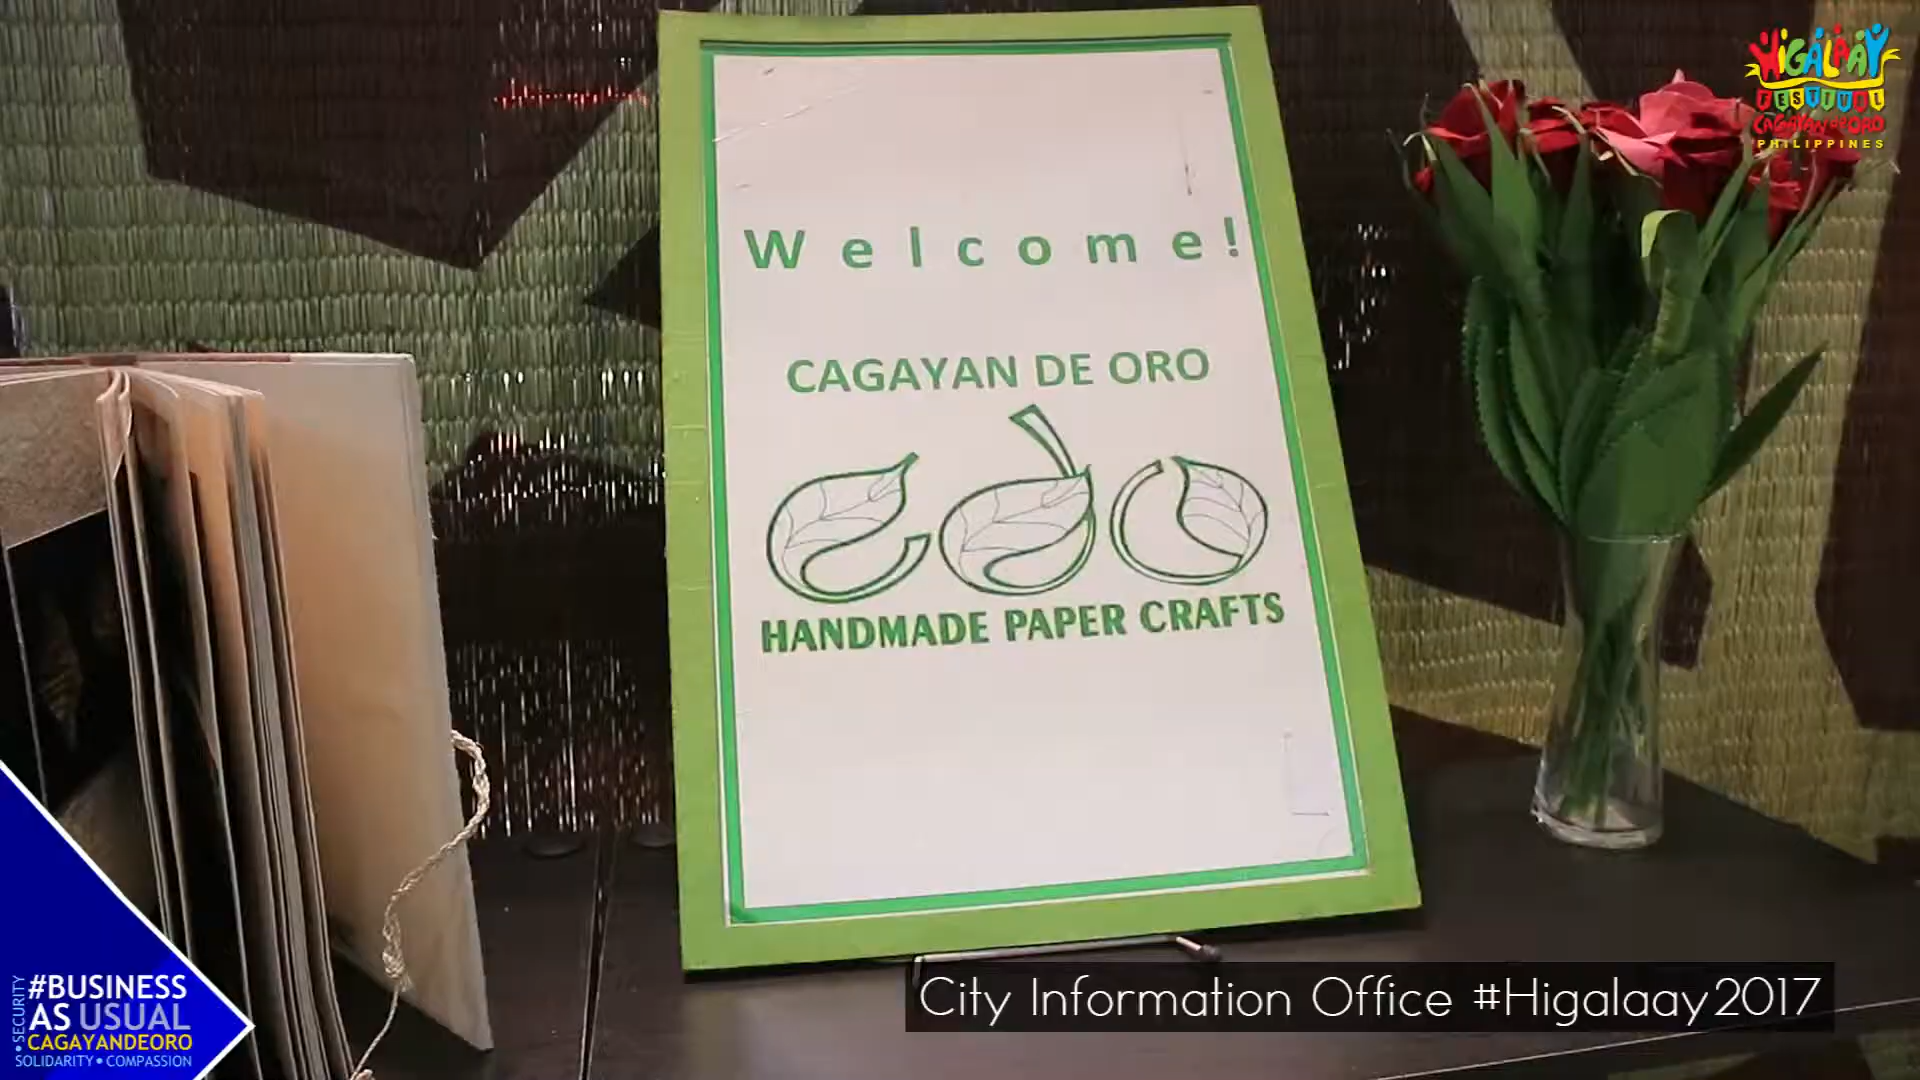 HIGALAAY
FESTIVAL
CAGAYAN de ORO
PHILIPPINES
Welcome!
CAGAYAN DE ORO
cdo
HANDMADE PAPER CRAFTS
City Information Office #Higalaay2017
#BUSINESS
AS USUAL
CAGAYANDEORO
SOLIDARITY • COMPASSION
• SECURITY